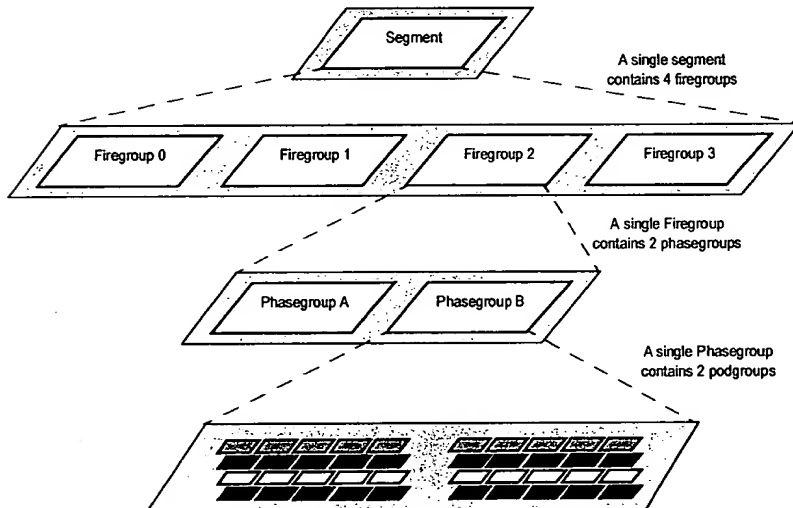 Segment
A single segment
contains 4 firegroups
Firegroup 0
Firegroup 1
Firegroup 2
Firegroup 3
A single Firegroup
contains 2 phasegroups
Phasegroup A
Phasegroup B
A single Phasegroup
contains 2 podgroups